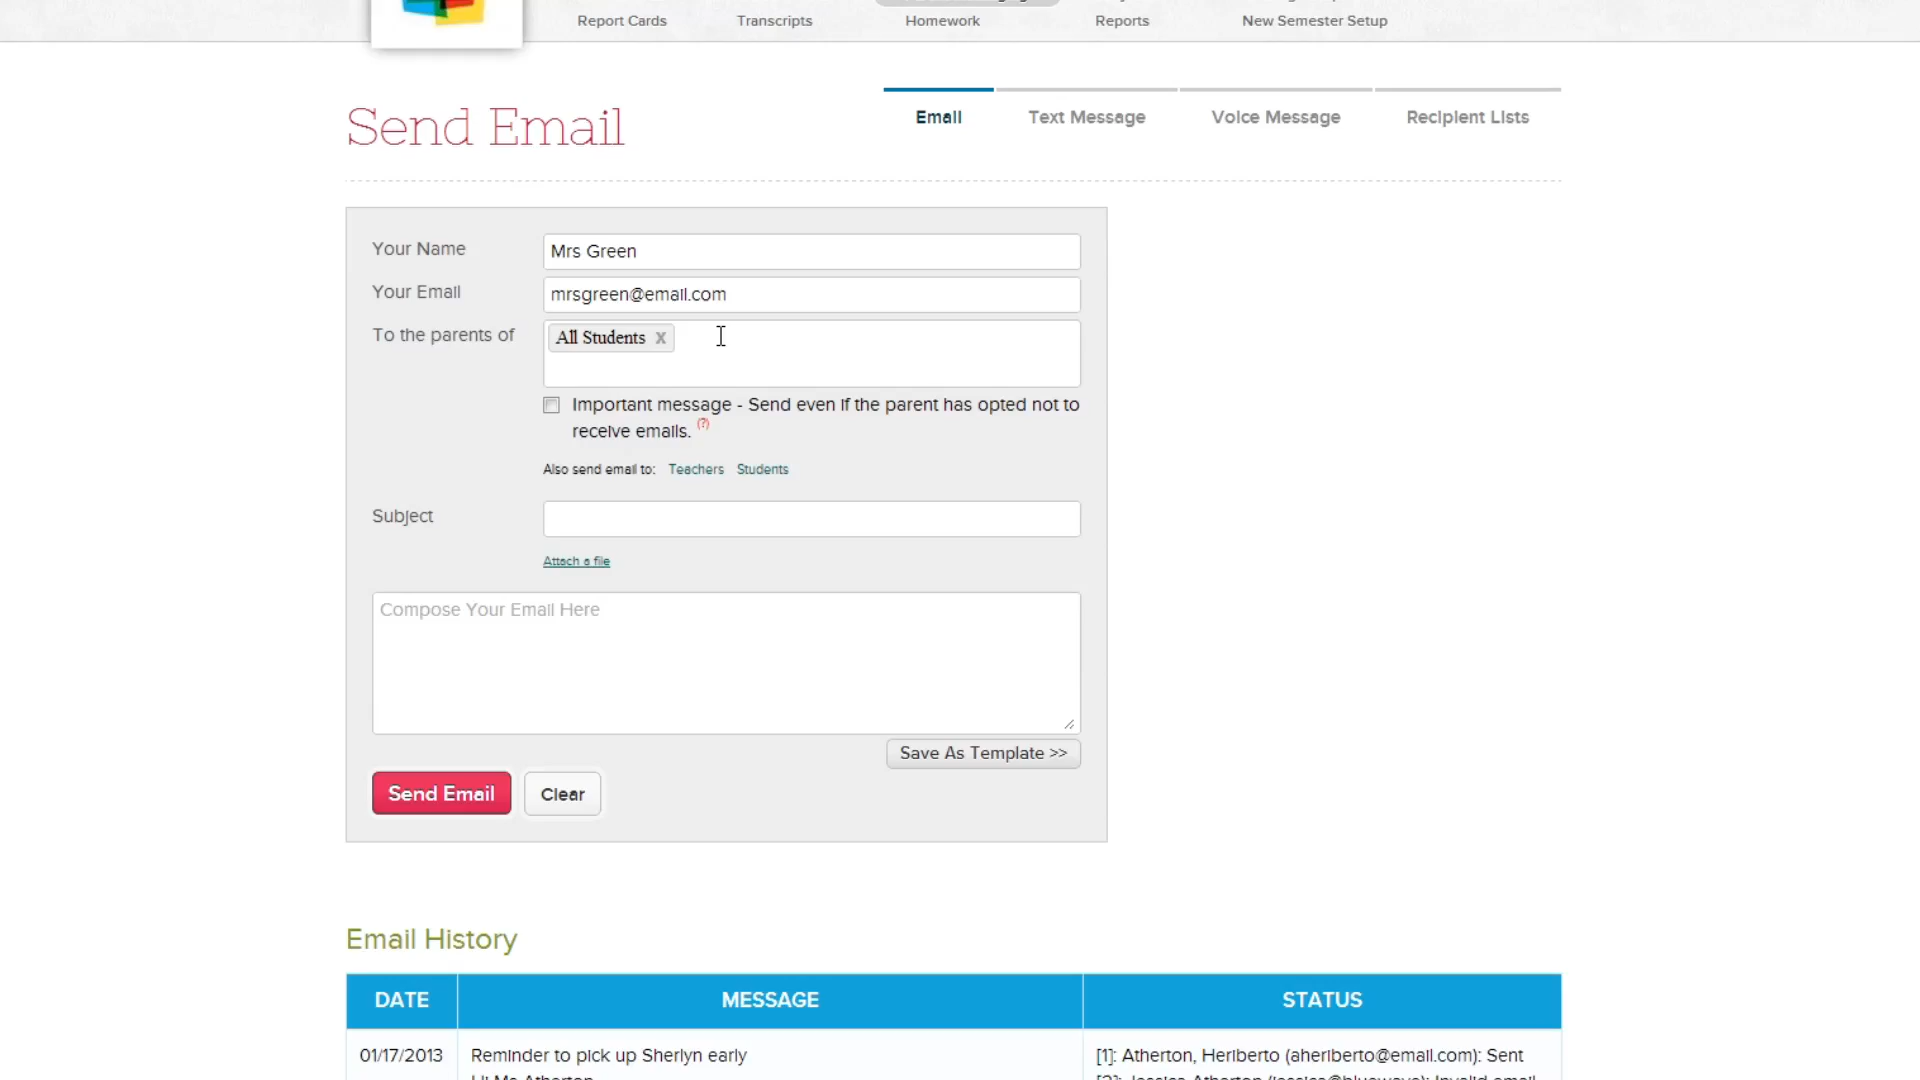 Report Cards
Transcripts
Homework
Reports
New Semester Setup
Send Email
Email
Text Message
Voice Message
Recipient Lists
Your Name
Mrs Green
Your Email
mrsgreen@email.com
To the parents of
All Students x
Important message - Send even if the parent has opted not to
receive emails. (?)
Also send email to: Teachers Students
Subject
Attach a file
Compose Your Email Here
Save As Template >>
Send Email
Clear
Email History
DATE
MESSAGE
STATUS
01/17/2013
Reminder to pick up Sherlyn early
[1]: Atherton, Heriberto (aheriberto@email.com): Sent